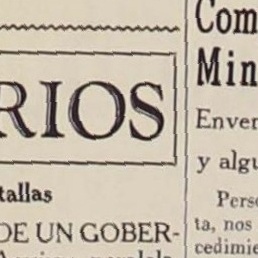 RIOS
tallas
DE UN GOBER-
Com
Min
Enver
y algu
Perso
ta, nos
cedimie